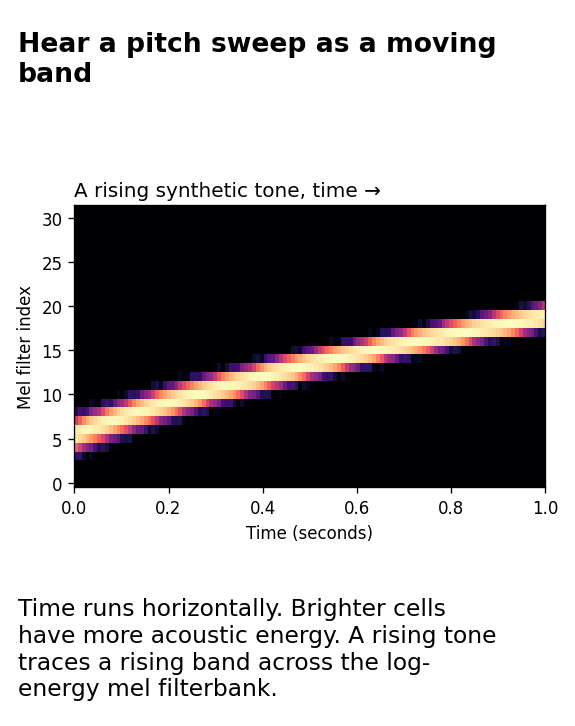 Hear a pitch sweep as a moving
band
A rising synthetic tone, time →
Mel filter index
30
25
20
15
10
5
0
0.0 0.2 0.4 0.6 0.8 1.0
Time (seconds)
Time runs horizontally. Brighter cells
have more acoustic energy. A rising tone
traces a rising band across the log-
energy mel filterbank.